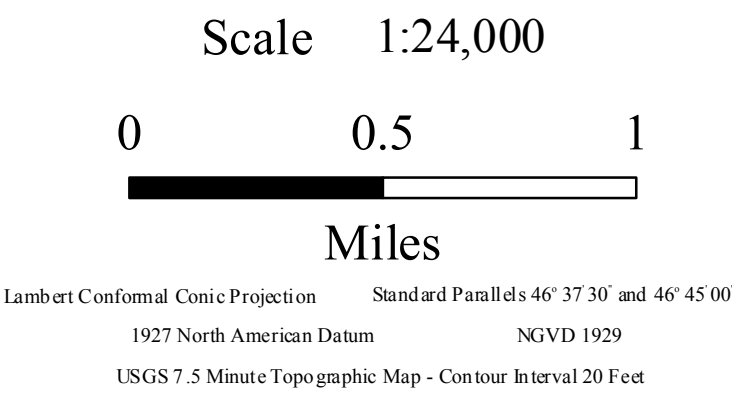 Scale 1:24,000
0 0.5 1
Miles
Lambert Conformal Conic Projection Standard Parallels 46° 37' 30" and 46° 45' 00"
1927 North American Datum NGVD 1929
USGS 7.5 Minute Topographic Map - Contour Interval 20 Feet